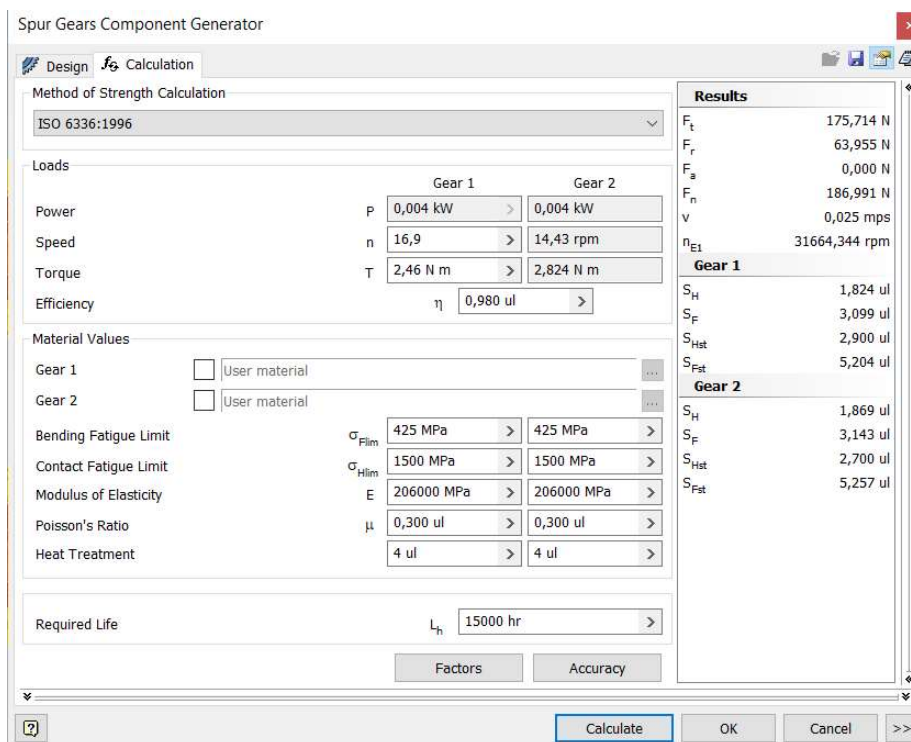 Spur Gears Component Generator
Design
Calculation
Method of Strength Calculation
ISO 6336:1996
Loads
Gear 1 Gear 2
Power P 0,004 kW 0,004 kW
Speed n 16,9 14,43 rpm
Torque T 2,46 N m 2,824 N m
Efficiency η 0,980 ul
Material Values
Gear 1 User material ...
Gear 2 User material ...
Bending Fatigue Limit σFlim 425 MPa 425 MPa
Contact Fatigue Limit σHlim 1500 MPa 1500 MPa
Modulus of Elasticity E 206000 MPa 206000 MPa
Poisson's Ratio μ 0,300 ul 0,300 ul
Heat Treatment 4 ul 4 ul
Required Life Lh 15000 hr
Factors Accuracy
Results
Ft 175,714 N
Fr 63,955 N
Fa 0,000 N
Fn 186,991 N
v 0,025 mps
nE1 31664,344 rpm
Gear 1
SH 1,824 ul
SF 3,099 ul
SHst 2,900 ul
SFst 5,204 ul
Gear 2
SH 1,869 ul
SF 3,143 ul
SHst 2,700 ul
SFst 5,257 ul
? Calculate OK Cancel >>